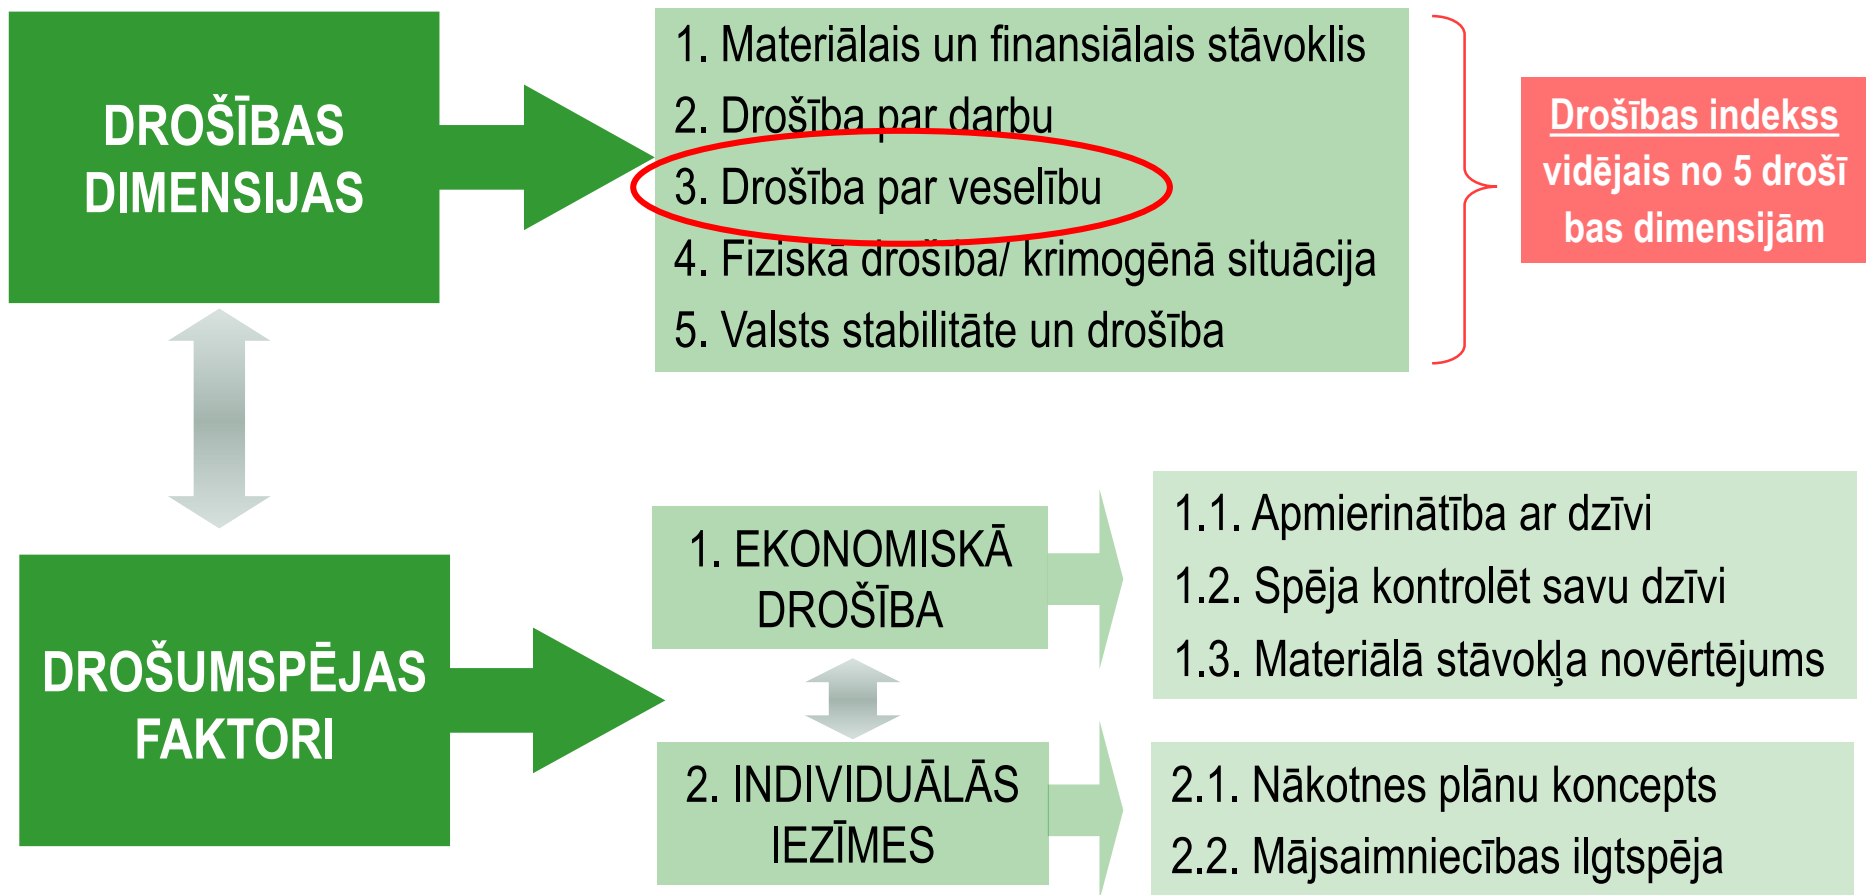 DROŠĪBAS
DIMENSIJAS
1. Materiālais un finansiālais stāvoklis
2. Drošība par darbu
3. Drošība par veselību
4. Fiziskā drošība/ krimogēnā situācija
5. Valsts stabilitāte un drošība
Drošības indekss
vidējais no 5 droši
bas dimensijām
DROŠUMSPĒJAS
FAKTORI
1. EKONOMISKĀ
DROŠĪBA
1.1. Apmierinātība ar dzīvi
1.2. Spēja kontrolēt savu dzīvi
1.3. Materiālā stāvokļa novērtējums
2. INDIVIDUĀLĀS
IEZĪMES
2.1. Nākotnes plānu koncepts
2.2. Mājsaimniecības ilgtspēja